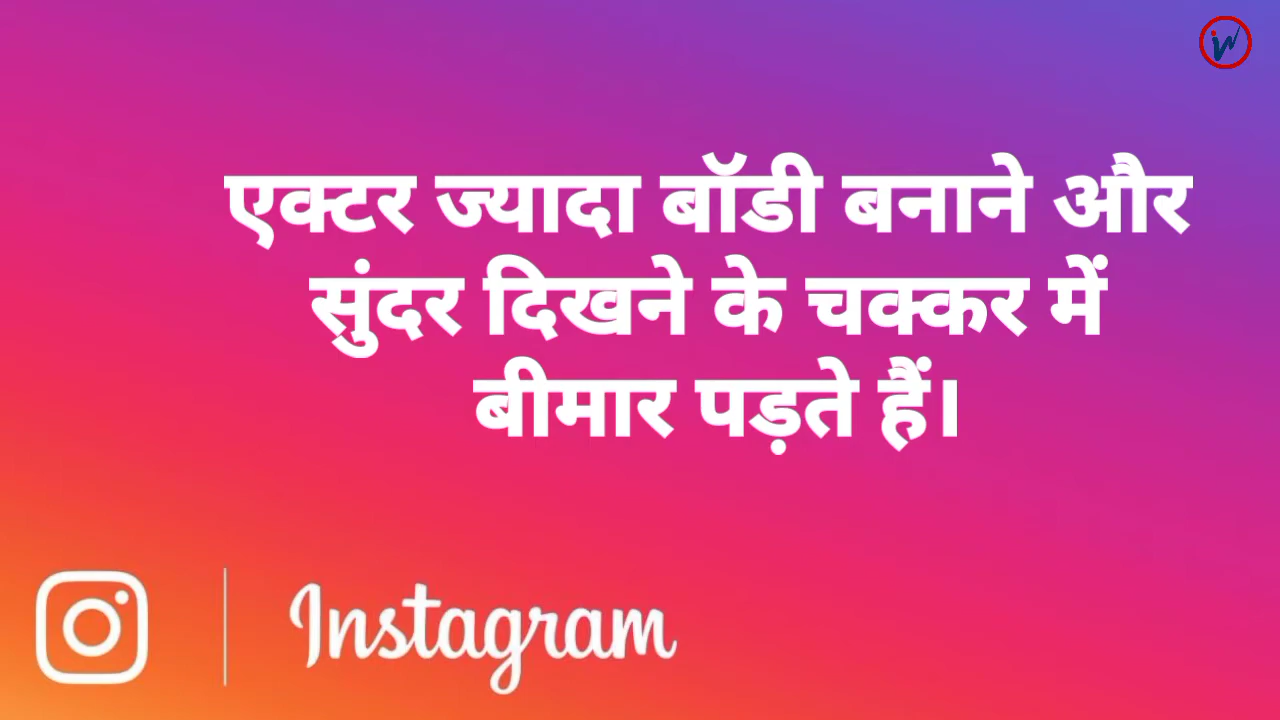 एक्टर ज्यादा बॉडी बनाने और
सुंदर दिखने के चक्कर में
बीमार पड़ते हैं।
Instagram